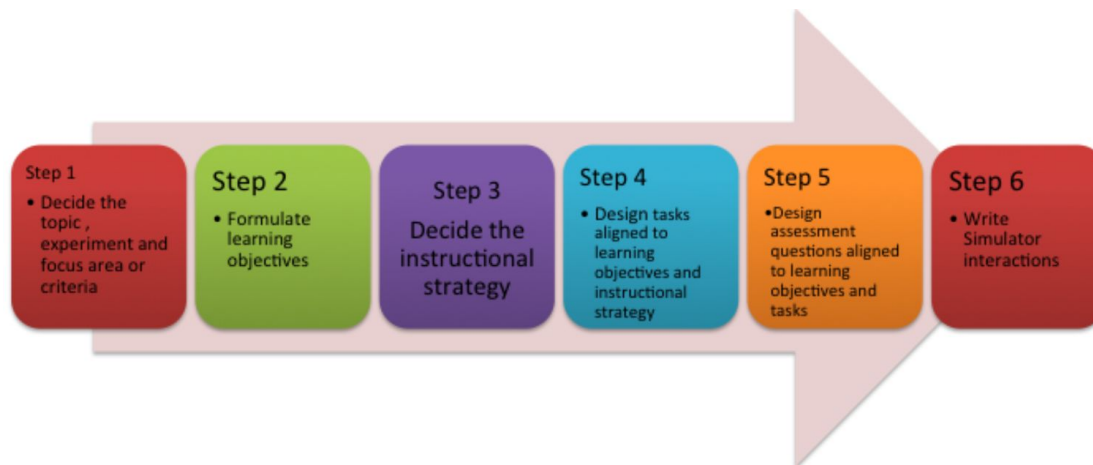 Step 1
• Decide the
topic ,
experiment and
focus area or
criteria
Step 2
• Formulate
learning
objectives
Step 3
Decide the
instructional
strategy
Step 4
• Design tasks
aligned to
learning
objectives and
instructional
strategy
Step 5
•Design
assessment
questions aligned
to learning
objectives and
tasks
Step 6
• Write
Simulator
interactions